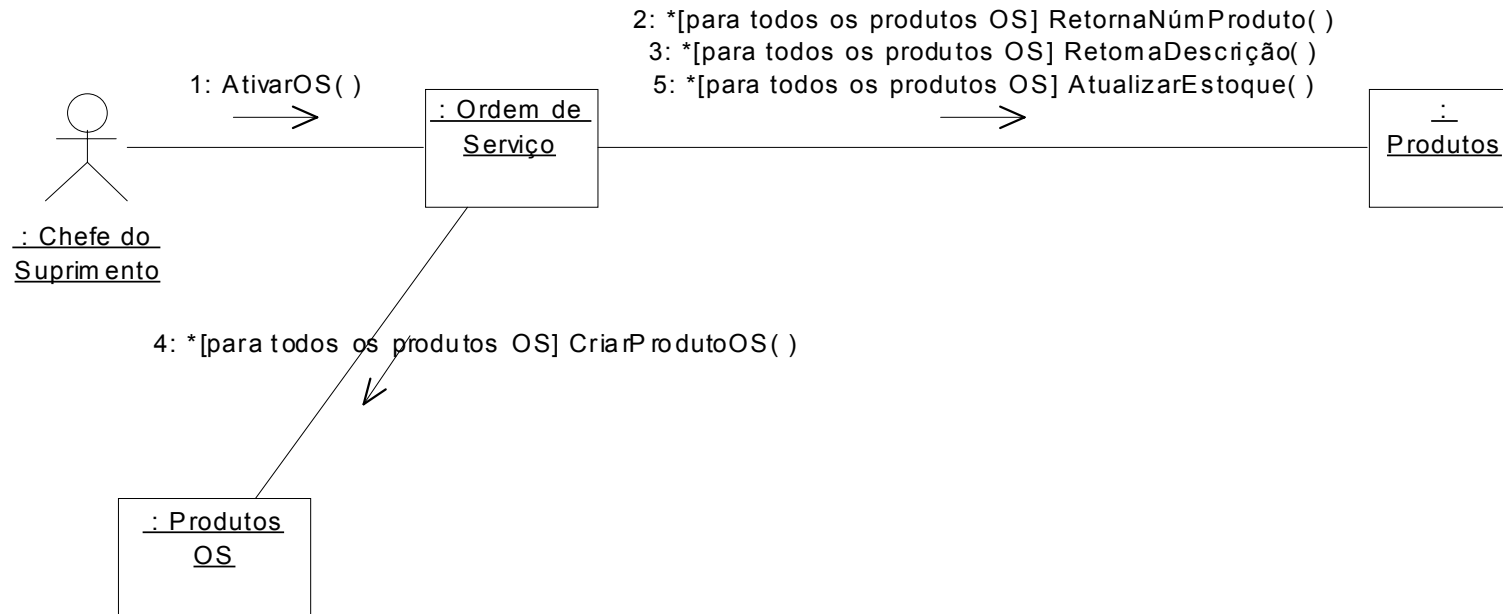 2: *[para todos os produtos OS] RetornaNúmProduto( )
3: *[para todos os produtos OS] RetornaDescrição( )
1: AtivarOS( )
5: *[para todos os produtos OS] AtualizarEstoque( )
: Ordem de
Serviço
:
Produtos
: Chefe do
Suprimento
4: *[para todos os produtos OS] CriarProdutoOS( )
: Produtos
OS